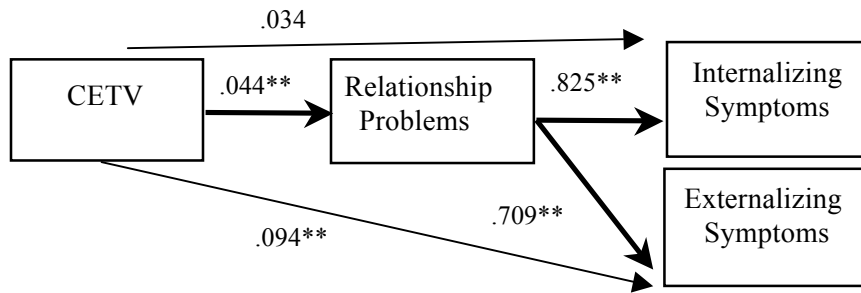 .034
CETV
.044**
Relationship
Problems
.825**
Internalizing
Symptoms
.094**
.709**
Externalizing
Symptoms